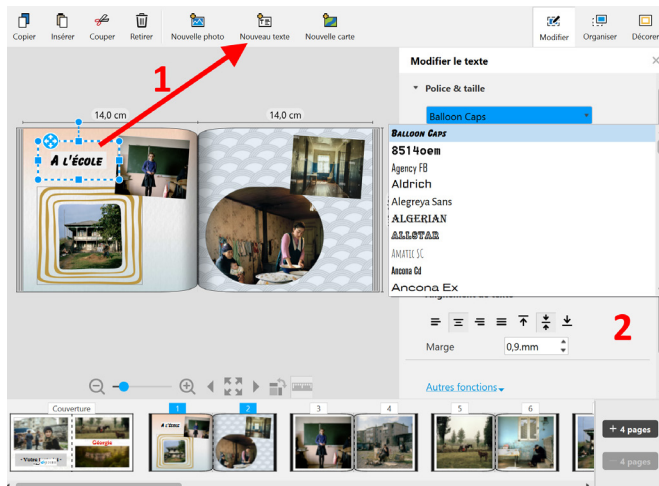 Copier Insérer Couper Retirer Nouvelle photo Nouveau texte Nouvelle carte Modifier Organiser Décorer
1
Modifier le texte
Police & taille
Balloon Caps
14,0 cm 14,0 cm
À L'ÉCOLE
BALLOON CAPS
8514oem
Agency FB
Aldrich
Alegreya Sans
ALGERIAN
ALLSTAR
AMATIC SC
Ancona Cd
Ancona Ex
2
Marge 0,9.mm
Autres fonctions
Couverture 1 2 3 4 5 6
À L'ÉCOLE
Géorgie
+ 4 pages
− 4 pages